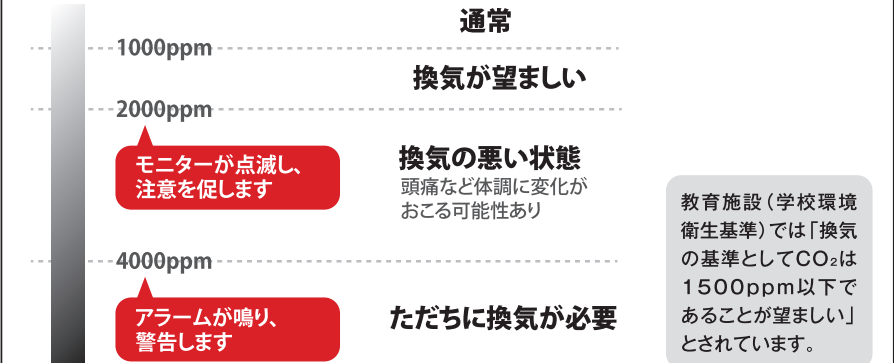 通常
1000ppm
換気が望ましい
2000ppm
モニターが点滅し、
注意を促します
換気の悪い状態
頭痛など体調に変化が
おこる可能性あり
4000ppm
アラームが鳴り、
警告します
ただちに換気が必要
教育施設（学校環境
衛生基準）では「換気
の基準としてCO₂は
1500ppm以下で
あることが望ましい」
とされています。